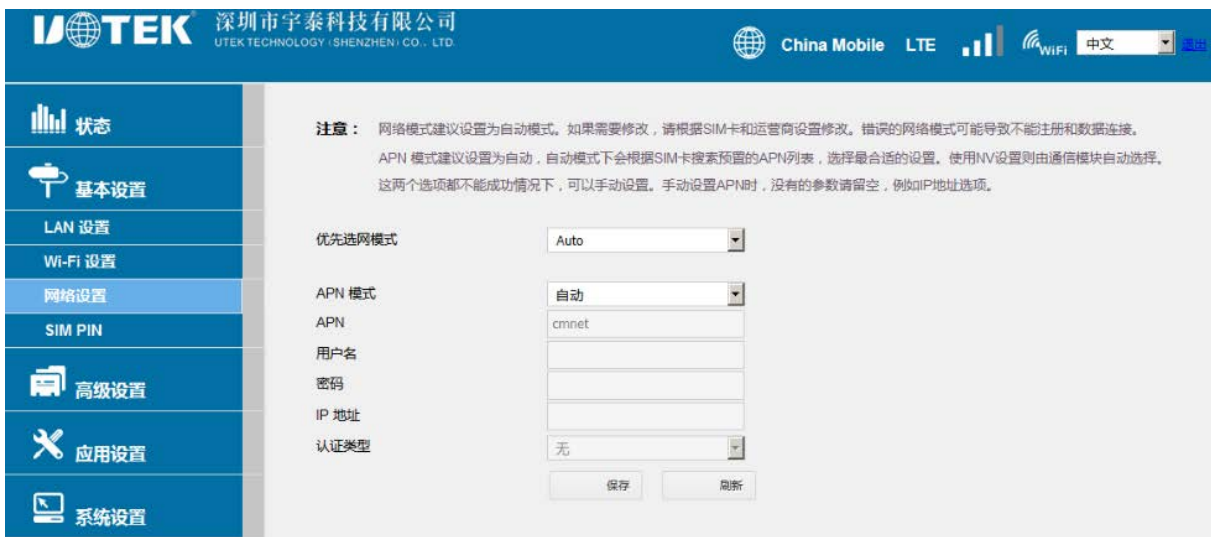 UOTEK 深圳市宇泰科技有限公司
UTEK TECHNOLOGY (SHENZHEN) CO., LTD.
China Mobile LTE WiFi 中文 退出
状态
基本设置
LAN 设置
Wi-Fi 设置
网络设置
SIM PIN
高级设置
应用设置
系统设置
注意： 网络模式建议设置为自动模式。如果需要修改，请根据SIM卡和运营商设置修改。错误的网络模式可能导致不能注册和数据连接。
APN 模式建议设置为自动，自动模式下会根据SIM卡搜索预置的APN列表，选择最合适的设置。使用NV设置则由通信模块自动选择。
这两个选项都不能成功情况下，可以手动设置。手动设置APN时，没有的参数请留空，例如IP地址选项。
优先选网模式 Auto
APN 模式 自动
APN cmnet
用户名
密码
IP 地址
认证类型 无
保存 刷新